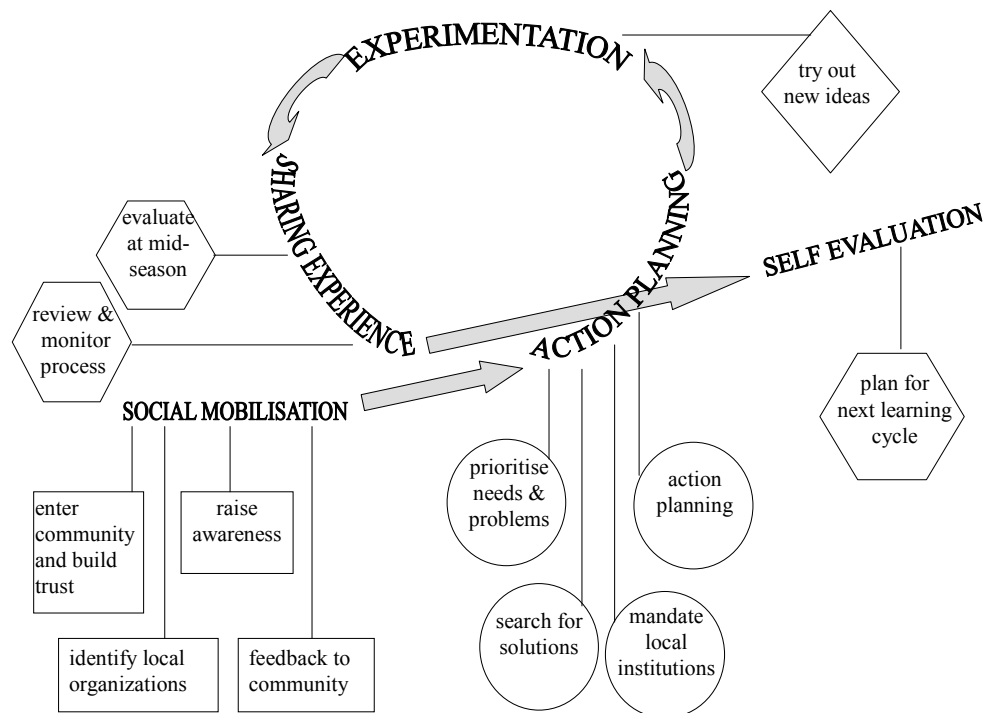 EXPERIMENTATION
try out
new ideas
SHARING EXPERIENCE
ACTION PLANNING
SELF EVALUATION
evaluate
at mid-
season
review &
monitor
process
plan for
next learning
cycle
SOCIAL MOBILISATION
enter
community
and build
trust
raise
awareness
identify local
organizations
feedback to
community
prioritise
needs &
problems
action
planning
search for
solutions
mandate
local
institutions